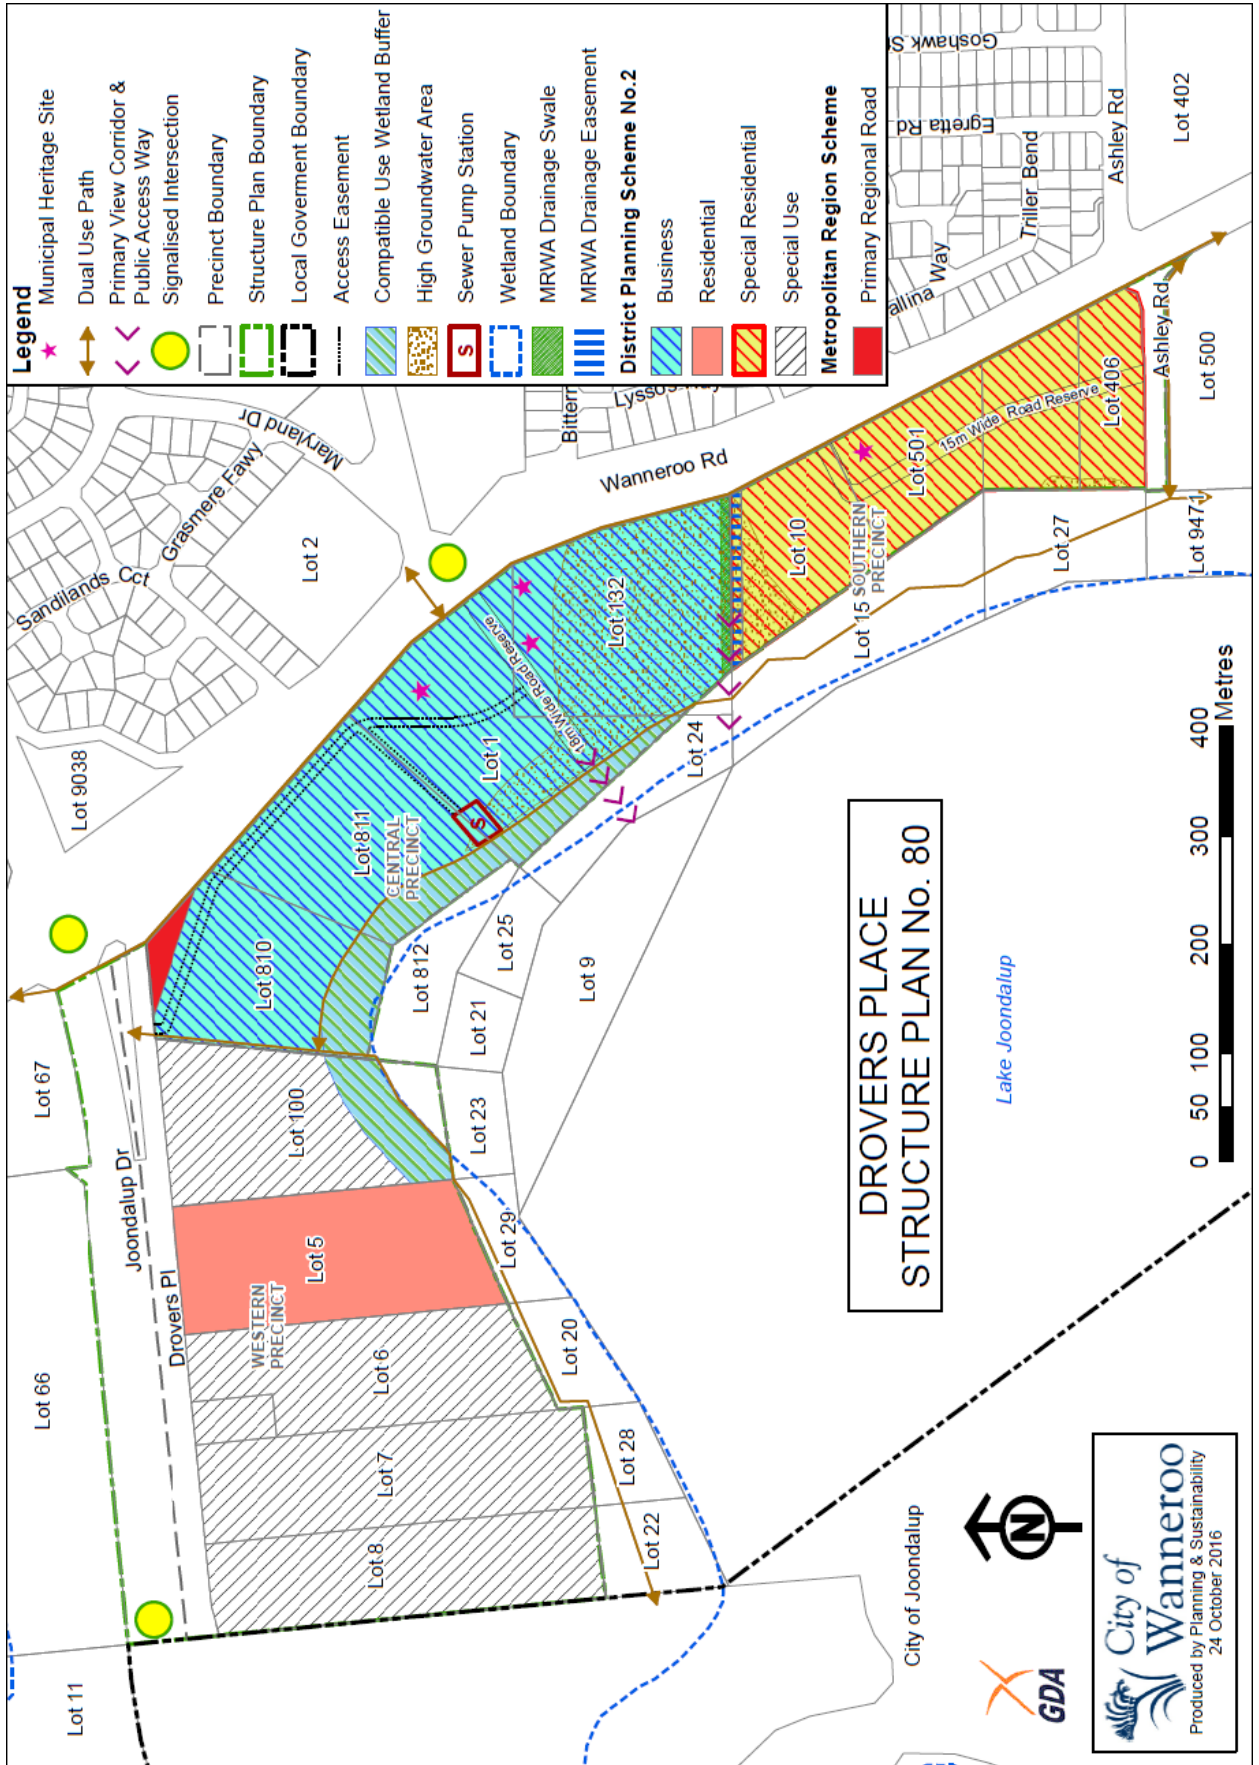 Legend
Municipal Heritage Site
Dual Use Path
Primary View Corridor &
Public Access Way
Signalised Intersection
Precinct Boundary
Structure Plan Boundary
Local Goverment Boundary
Access Easement
Compatible Use Wetland Buffer
High Groundwater Area
S
Sewer Pump Station
Wetland Boundary
MRWA Drainage Swale
MRWA Drainage Easement
District Planning Scheme No.2
Business
Residential
Special Residential
Special Use
Metropolitan Region Scheme
Primary Regional Road
Lot 11
Lot 66
Lot 67
Lot 9038
Sandilands Cct
Grasmere Fawy
Maryland Dr
Lot 2
Bittern
Wanneroo Rd
Goshawk S
Egretta Rd
Triller Bend
allina Way
Ashley Rd
Lot 402
Joondalup Dr
Drovers Pl
WESTERN
PRECINCT
Lot 8
Lot 7
Lot 6
Lot 5
Lot 100
Lot 810
Lot 811
CENTRAL
PRECINCT
S
Lot 1
18m Wide Road Reserve
Lot 132
Lot 10
SOUTHERN
PRECINCT
Lot 501
15m Wide Road Reserve
Lot 406
Ashley Rd
Lot 500
Lot 22
Lot 28
Lot 20
Lot 29
Lot 23
Lot 21
Lot 25
Lot 812
Lot 9
Lot 24
Lot 15
Lot 27
Lot 9471
DROVERS PLACE
STRUCTURE PLAN No. 80
Lake Joondalup
City of Joondalup
0 50 100 200 300 400
Metres
N
GDA
City of
Wanneroo
Produced by Planning & Sustainability
24 October 2016